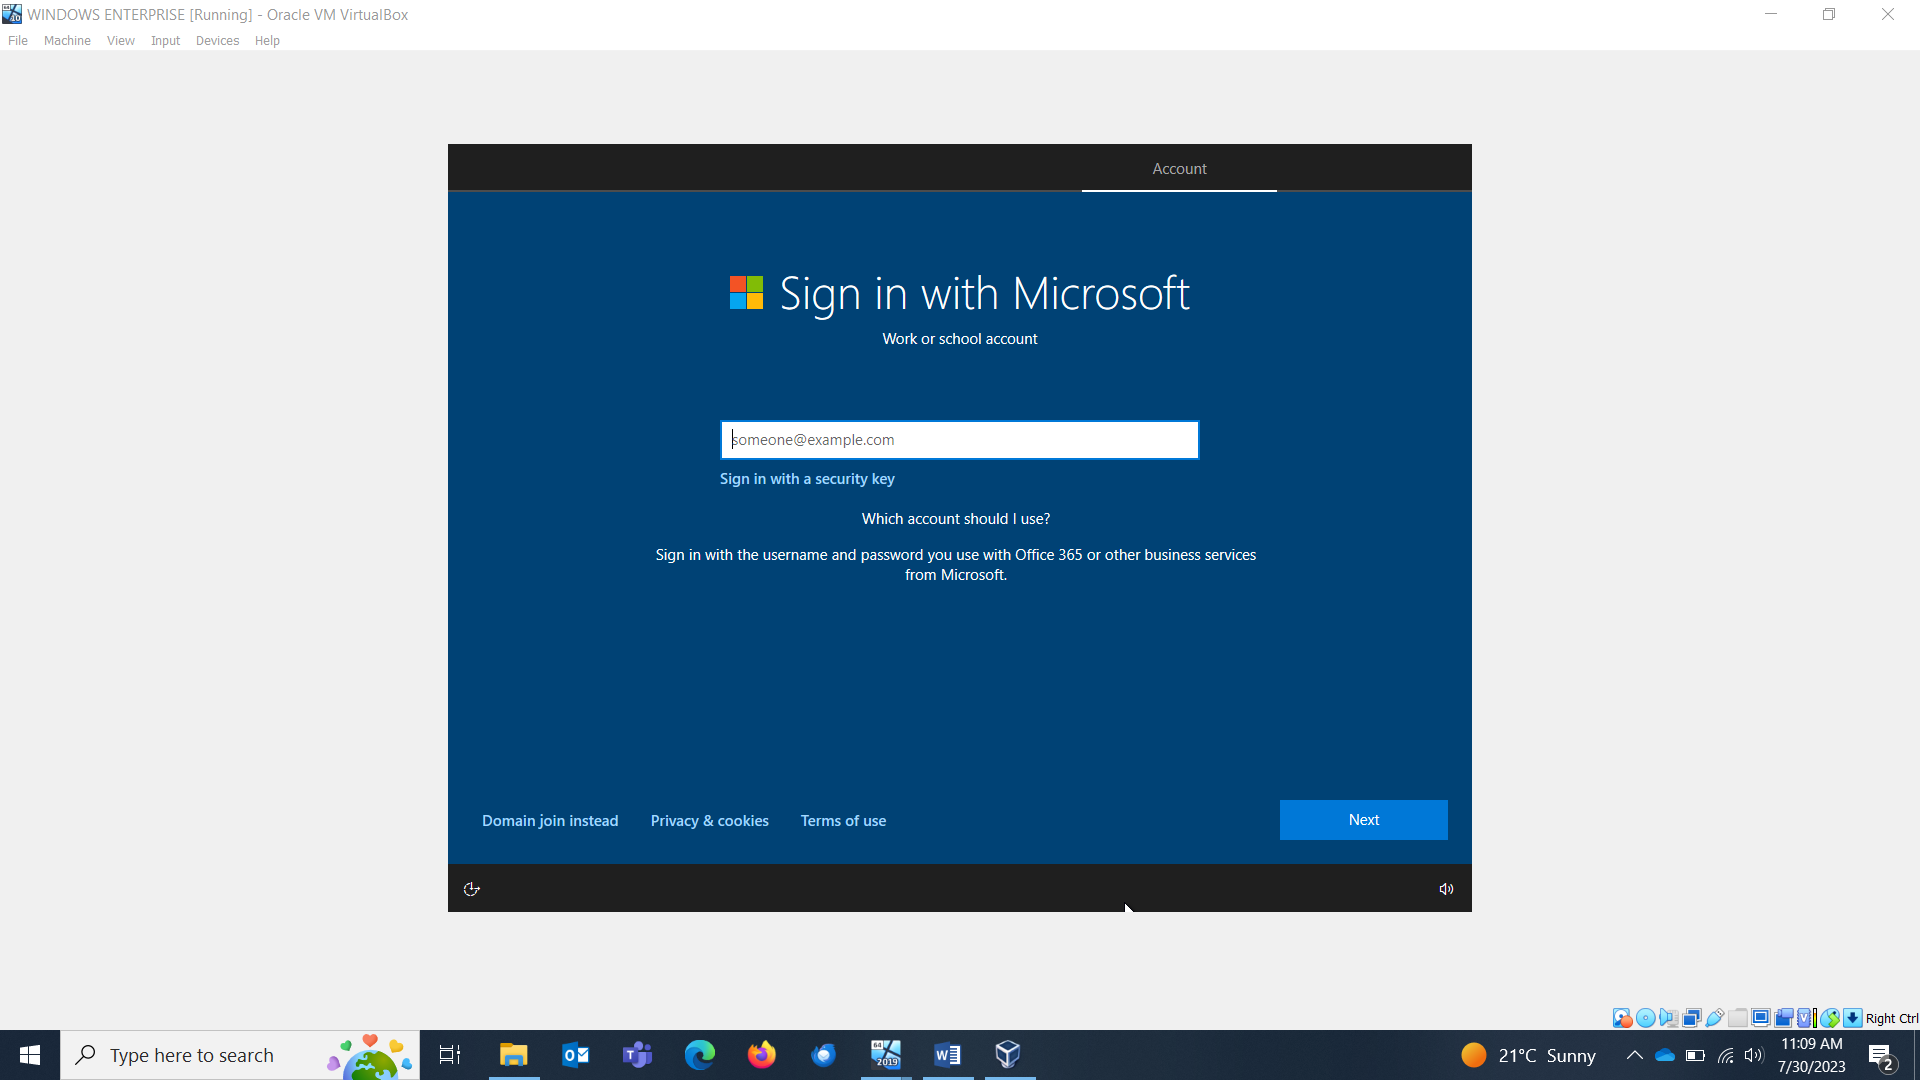 WINDOWS ENTERPRISE [Running] - Oracle VM VirtualBox
File Machine View Input Devices Help
Account
Sign in with Microsoft
Work or school account
someone@example.com
Sign in with a security key
Which account should I use?
Sign in with the username and password you use with Office 365 or other business services
from Microsoft.
Domain join instead Privacy & cookies Terms of use Next
Right Ctrl
Type here to search
64
2019
21°C Sunny
11:09 AM
7/30/2023
2